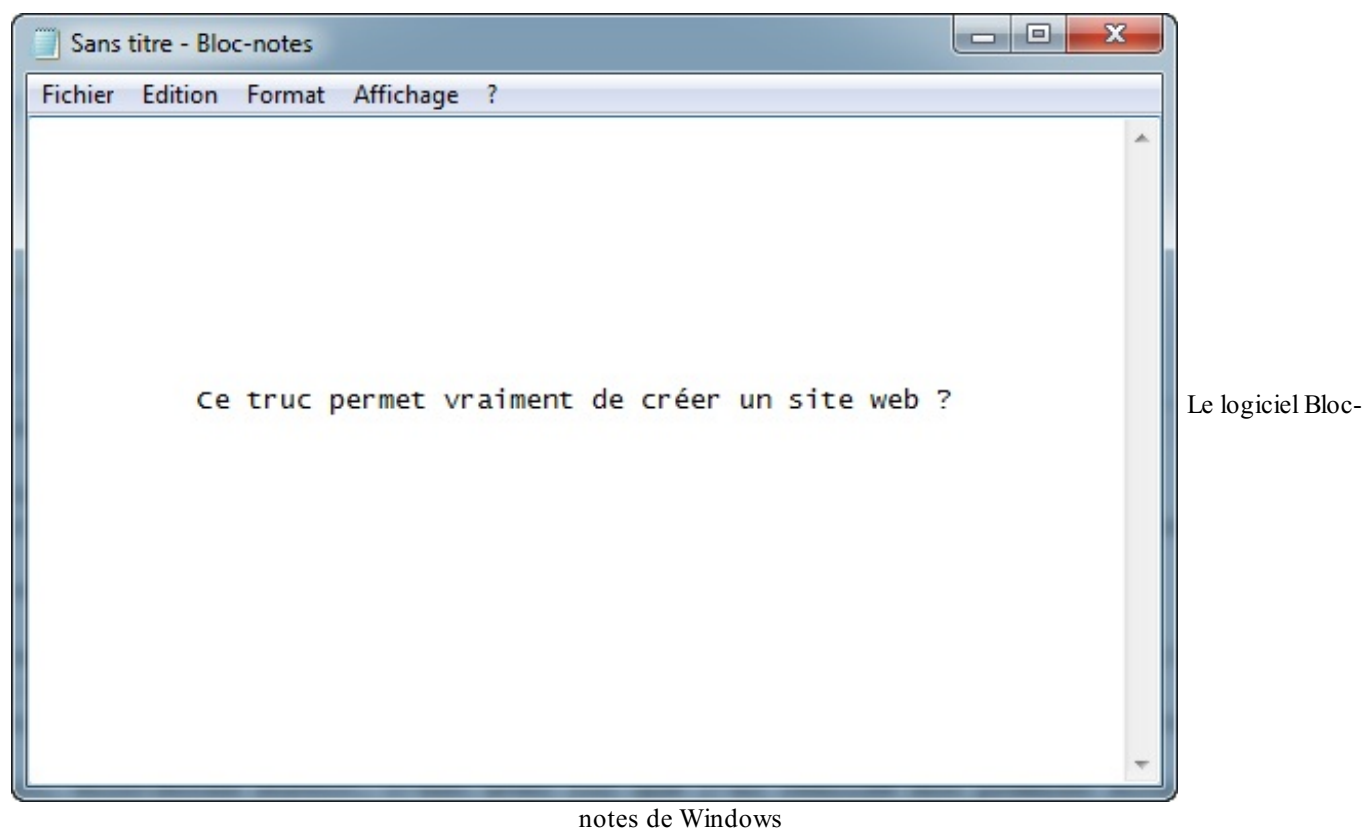 Sans titre - Bloc-notes
Fichier Edition Format Affichage ?
Ce truc permet vraiment de créer un site web ?
Le logiciel Bloc-
notes de Windows